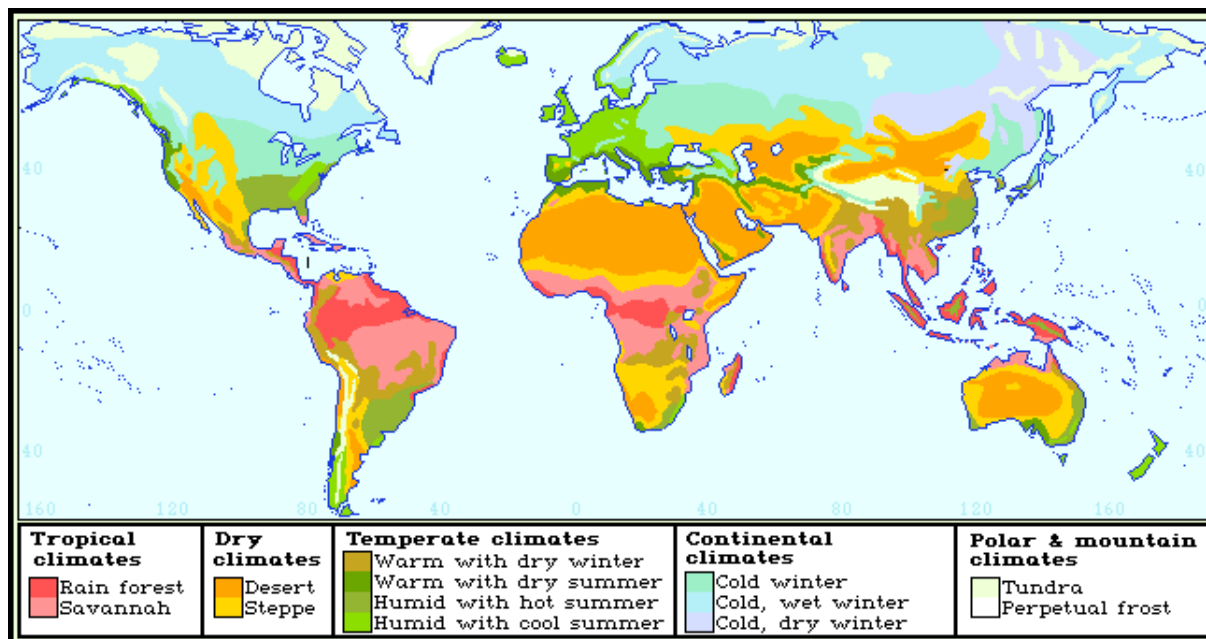 40 40
0 0
40 40
160 120 80 40 0 40 80 120 160
Tropical climates
Rain forest
Savannah
Dry climates
Desert
Steppe
Temperate climates
Warm with dry winter
Warm with dry summer
Humid with hot summer
Humid with cool summer
Continental climates
Cold winter
Cold, wet winter
Cold, dry winter
Polar & mountain climates
Tundra
Perpetual frost